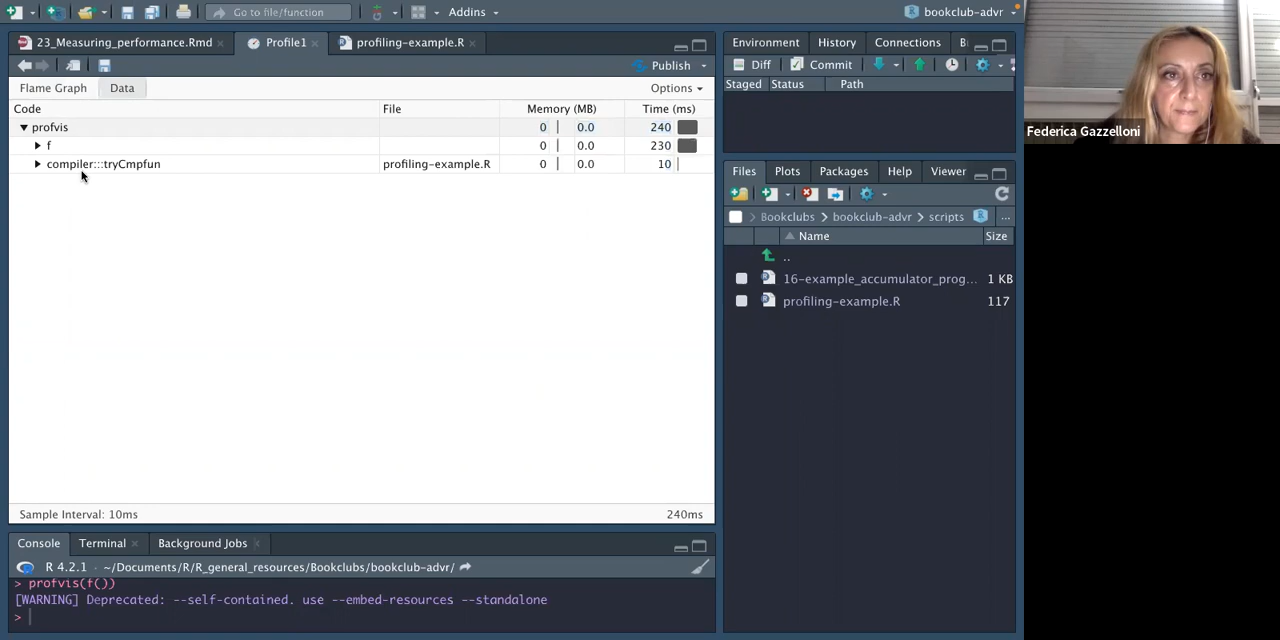 Go to file/function
Addins
bookclub-advr
23_Measuring_performance.Rmd
Profile1
profiling-example.R
Publish
Flame Graph
Data
Options
Code
File
Memory (MB)
Time (ms)
profvis
0
0.0
240
f
0
0.0
230
compiler:::tryCmpfun
profiling-example.R
0
0.0
10
Sample Interval: 10ms
240ms
Console
Terminal
Background Jobs
R 4.2.1 · ~/Documents/R/R_general_resources/Bookclubs/bookclub-advr/
> profvis(f())
[WARNING] Deprecated: --self-contained. use --embed-resources --standalone
>
Environment
History
Connections
B
Diff
Commit
Staged
Status
Path
Files
Plots
Packages
Help
Viewer
Bookclubs
bookclub-advr
scripts
...
Name
Size
..
16-example_accumulator_prog...
1 KB
profiling-example.R
117
Federica Gazzelloni